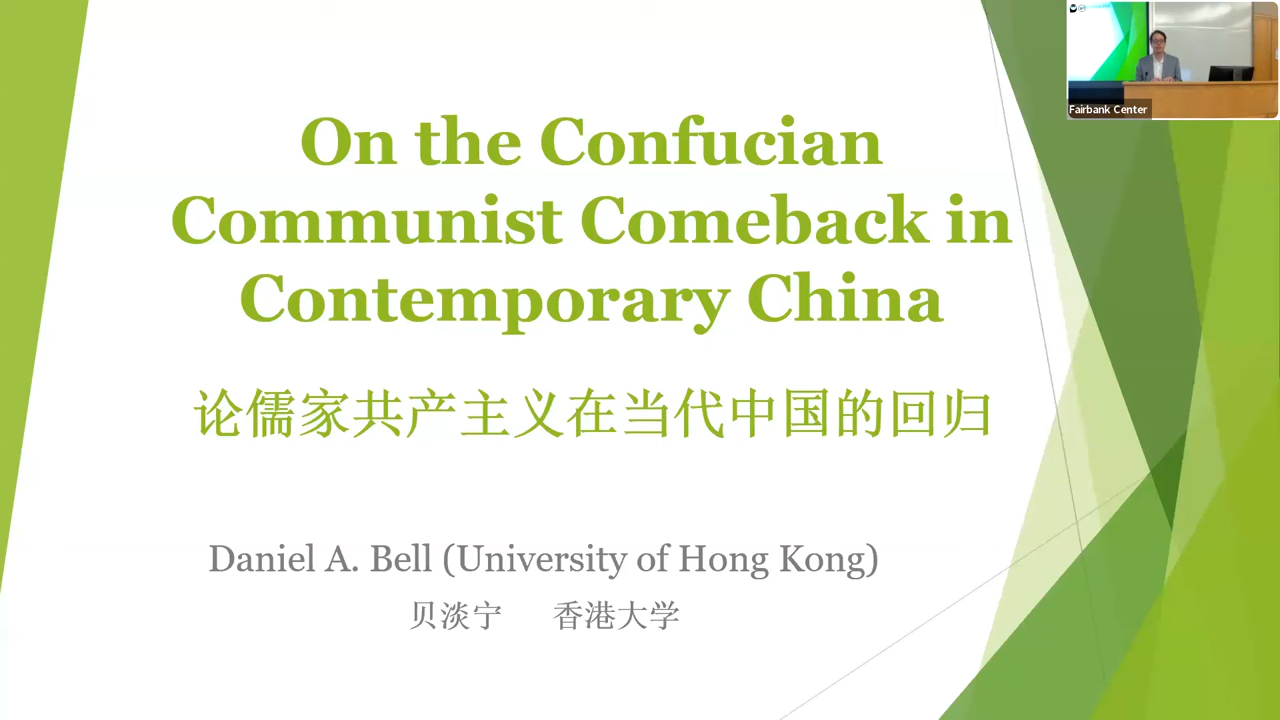 On the Confucian
Communist Comeback in
Contemporary China
论儒家共产主义在当代中国的回归
Daniel A. Bell (University of Hong Kong)
贝淡宁 香港大学
Fairbank Center